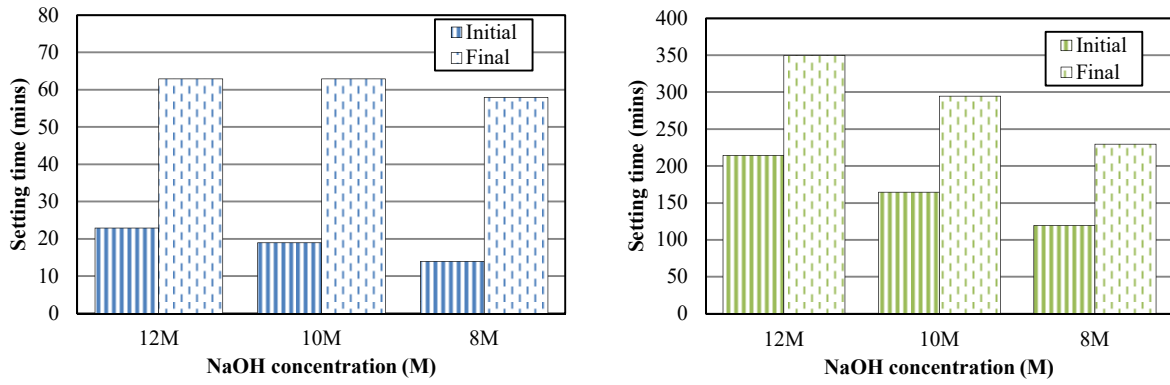 80
70
60
50
40
30
20
10
0
Setting time (mins)
Initial
Final
12M
10M
8M
NaOH concentration (M)
400
350
300
250
200
150
100
50
0
Setting time (mins)
Initial
Final
12M
10M
8M
NaOH concentration (M)